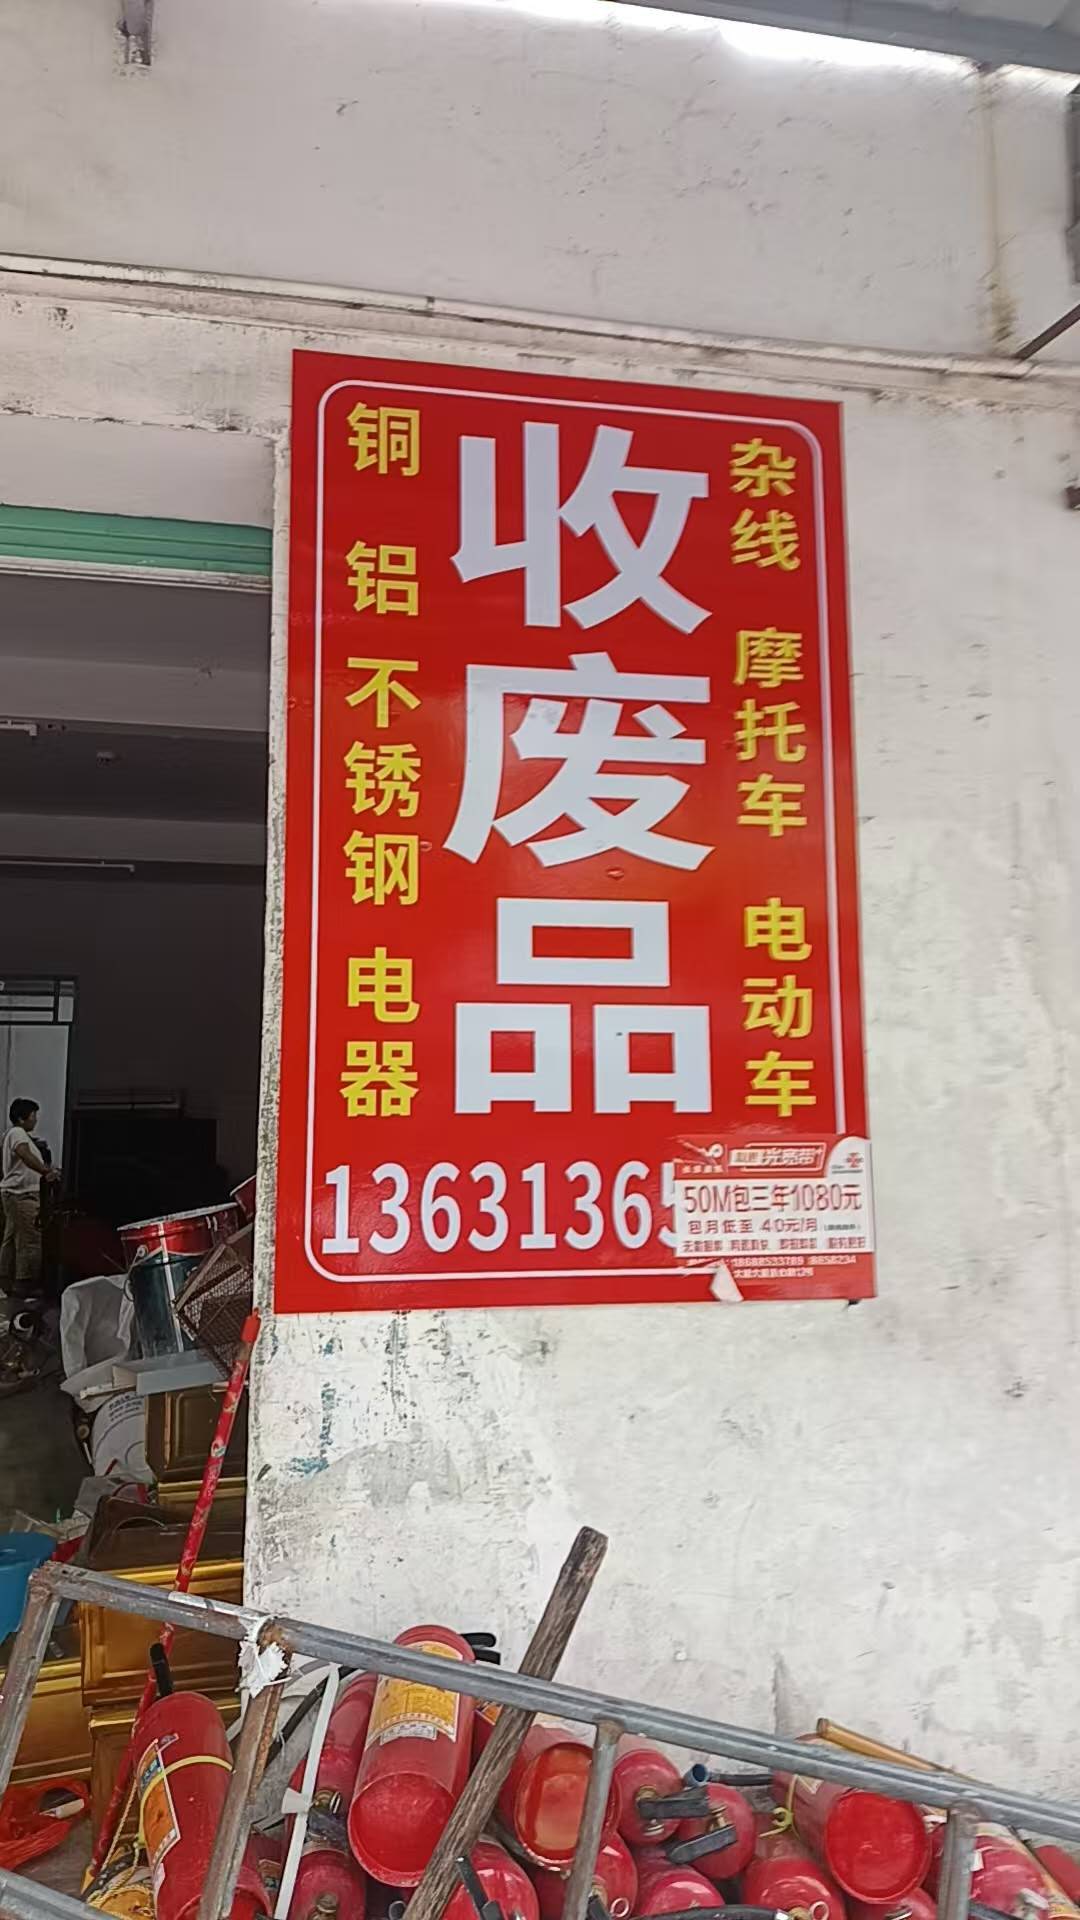 收废品
铜 铝 不锈钢 电器
杂线 摩托车 电动车
13631365
光宽带
50M包三年1080元
包月低至 40元/月